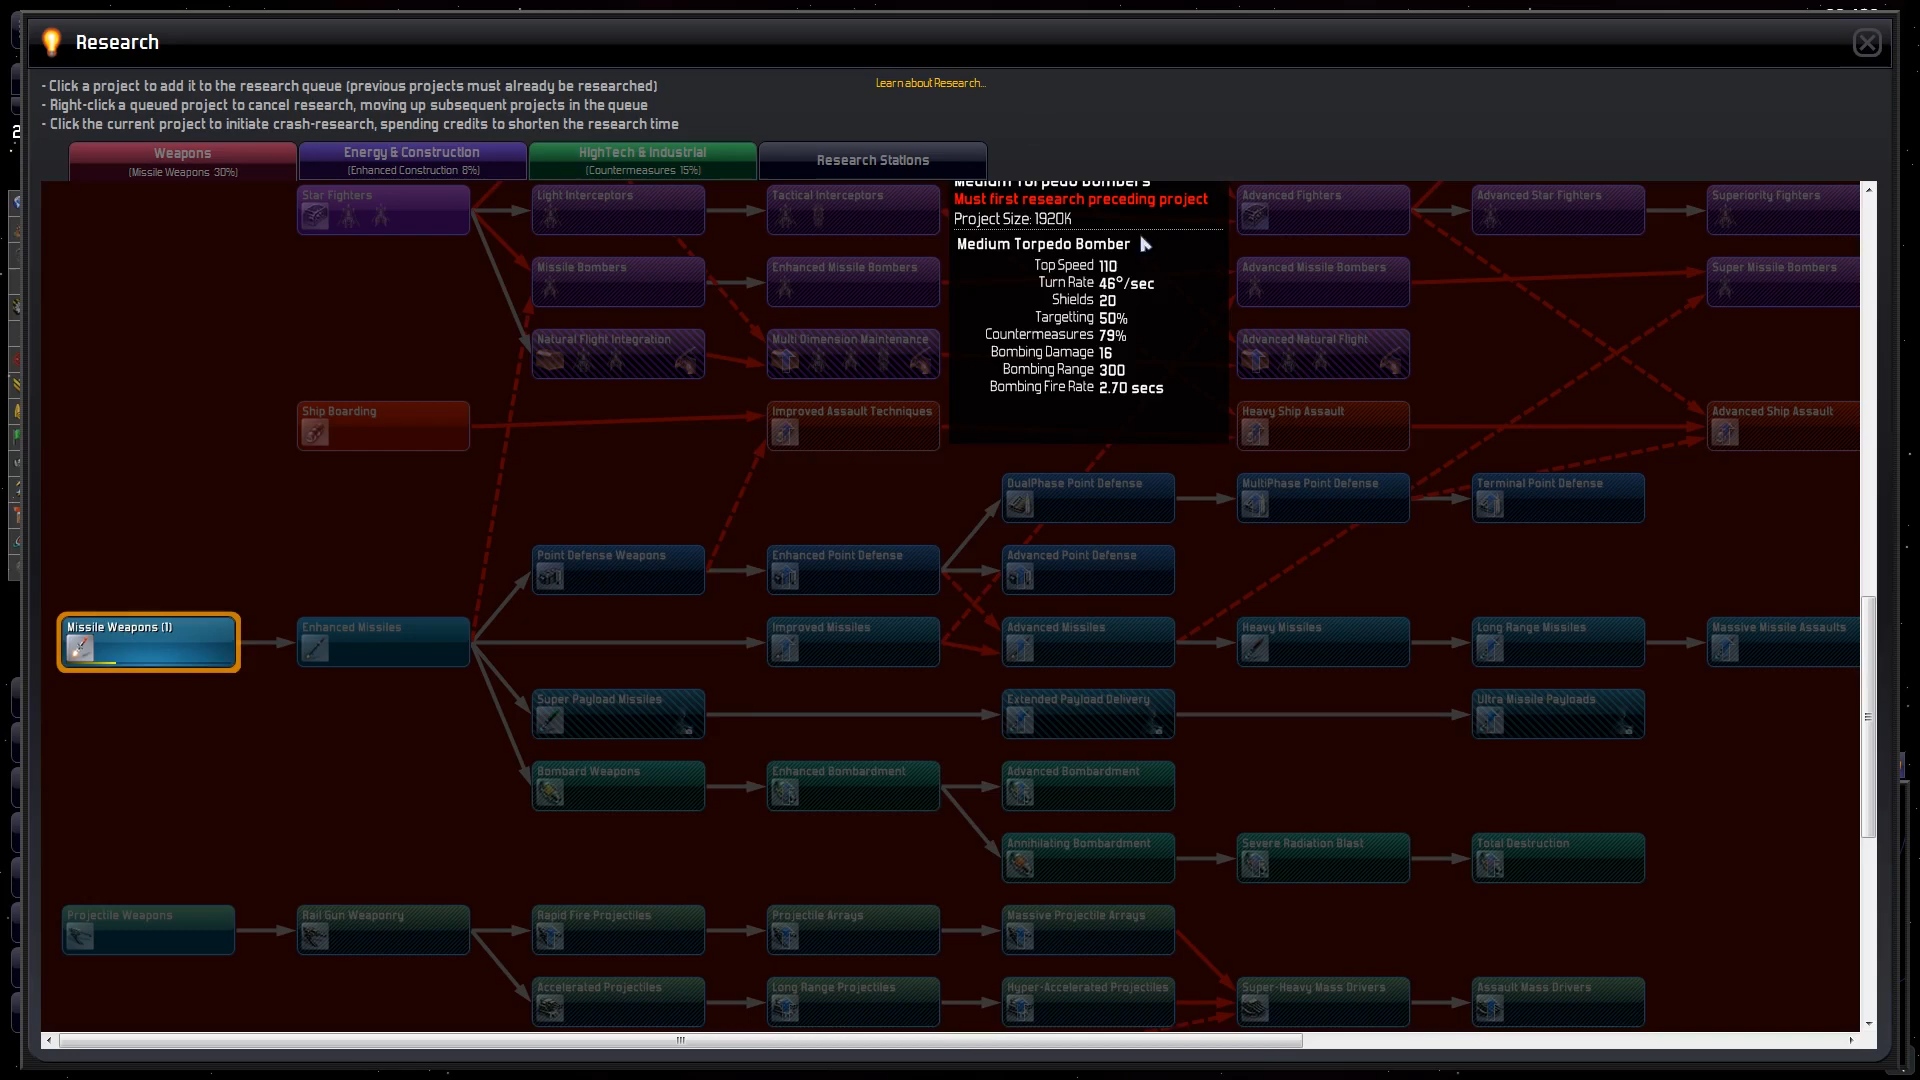 Research
- Click a project to add it to the research queue (previous projects must already be researched)
Learn about Research...
- Right-click a queued project to cancel research, moving up subsequent projects in the queue
- Click the current project to initiate crash-research, spending credits to shorten the research time
Weapons
(Missile Weapons 30%)
Energy & Construction
(Enhanced Construction 8%)
HighTech & Industrial
(Countermeasures 15%)
Research Stations
Star Fighters
Light Interceptors
Tactical Interceptors
Medium Torpedo Bombers
Must first research preceding project
Project Size: 1920K
Medium Torpedo Bomber
Top Speed 110
Turn Rate 46°/sec
Shields 20
Targetting 50%
Countermeasures 79%
Bombing Damage 16
Bombing Range 300
Bombing Fire Rate 2.70 secs
Advanced Fighters
Advanced Star Fighters
Superiority Fighters
Missile Bombers
Enhanced Missile Bombers
Advanced Missile Bombers
Super Missile Bombers
Natural Flight Integration
Multi Dimension Maintenance
Advanced Natural Flight
Ship Boarding
Improved Assault Techniques
Heavy Ship Assault
Advanced Ship Assault
DualPhase Point Defense
MultiPhase Point Defense
Terminal Point Defense
Point Defense Weapons
Enhanced Point Defense
Advanced Point Defense
Missile Weapons (1)
Enhanced Missiles
Improved Missiles
Advanced Missiles
Heavy Missiles
Long Range Missiles
Massive Missile Assaults
Super Payload Missiles
Extended Payload Delivery
Ultra Missile Payloads
Bombard Weapons
Enhanced Bombardment
Advanced Bombardment
Annihilating Bombardment
Severe Radiation Blast
Total Destruction
Projectile Weapons
Rail Gun Weaponry
Rapid Fire Projectiles
Projectile Arrays
Massive Projectile Arrays
Accelerated Projectiles
Long Range Projectiles
Hyper-Accelerated Projectiles
Super-Heavy Mass Drivers
Assault Mass Drivers